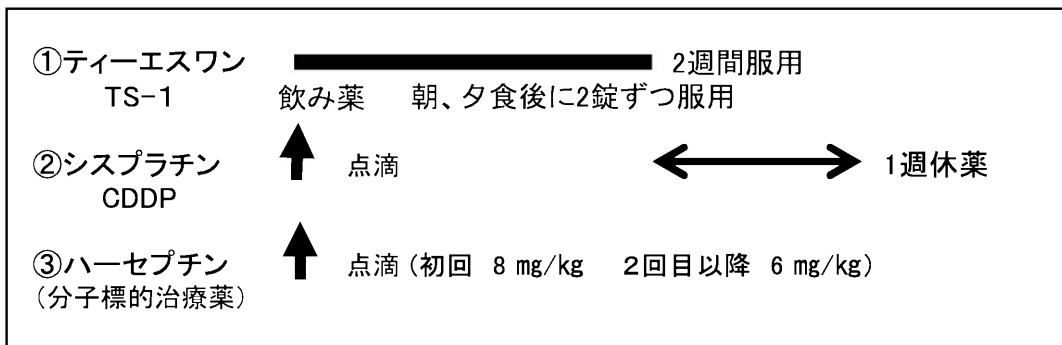 ①ティーエスワン 2週間服用
TS-1 飲み薬 朝、夕食後に2錠ずつ服用
②シスプラチン 点滴 1週休薬
CDDP
③ハーセプチン 点滴 (初回 8 mg/kg 2回目以降 6 mg/kg)
(分子標的治療薬)